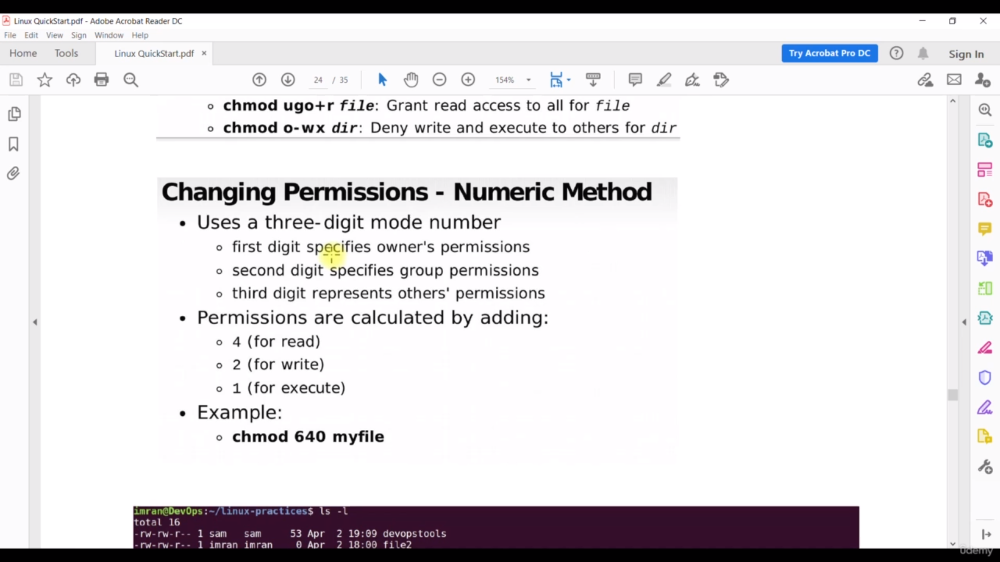 Linux QuickStart.pdf - Adobe Acrobat Reader DC
File Edit View Sign Window Help
Home Tools Linux QuickStart.pdf × Try Acrobat Pro DC Sign In
24 / 35 154%
chmod ugo+r file: Grant read access to all for file
chmod o-wx dir: Deny write and execute to others for dir
Changing Permissions - Numeric Method
• Uses a three-digit mode number
first digit specifies owner's permissions
second digit specifies group permissions
third digit represents others' permissions
• Permissions are calculated by adding:
4 (for read)
2 (for write)
1 (for execute)
• Example:
chmod 640 myfile
imran@DevOps:~/linux-practices$ ls -l
total 16
-rw-rw-r-- 1 sam sam 53 Apr 2 19:09 devopstools
-rw-rw-r-- 1 imran imran 0 Apr 2 18:00 file2
ûdemy